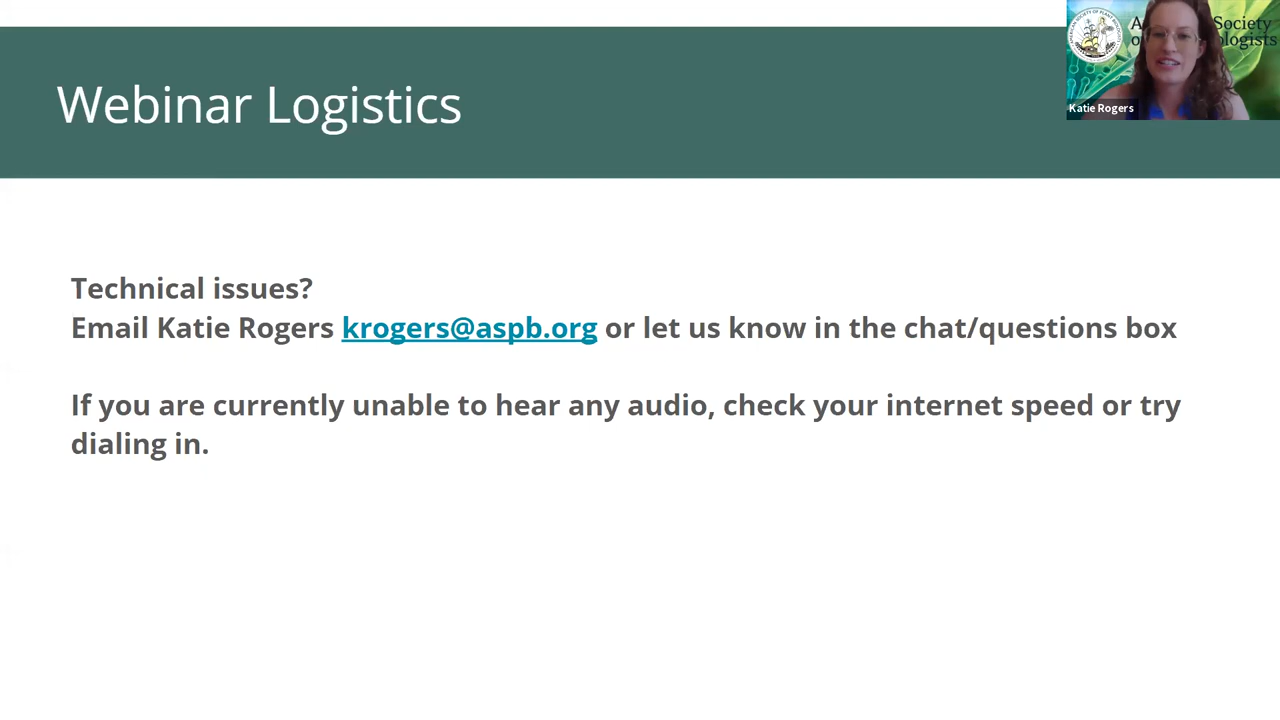 Webinar Logistics
Society
ologists
Katie Rogers
Technical issues?
Email Katie Rogers krogers@aspb.org or let us know in the chat/questions box
If you are currently unable to hear any audio, check your internet speed or try
dialing in.